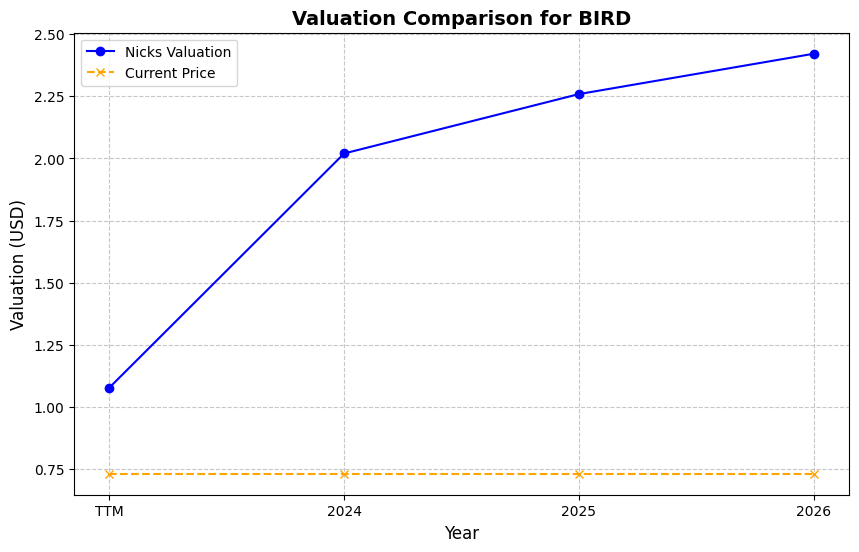 Valuation Comparison for BIRD
Nicks Valuation
Current Price
Valuation (USD)
2.50
2.25
2.00
1.75
1.50
1.25
1.00
0.75
TTM
2024
2025
2026
Year